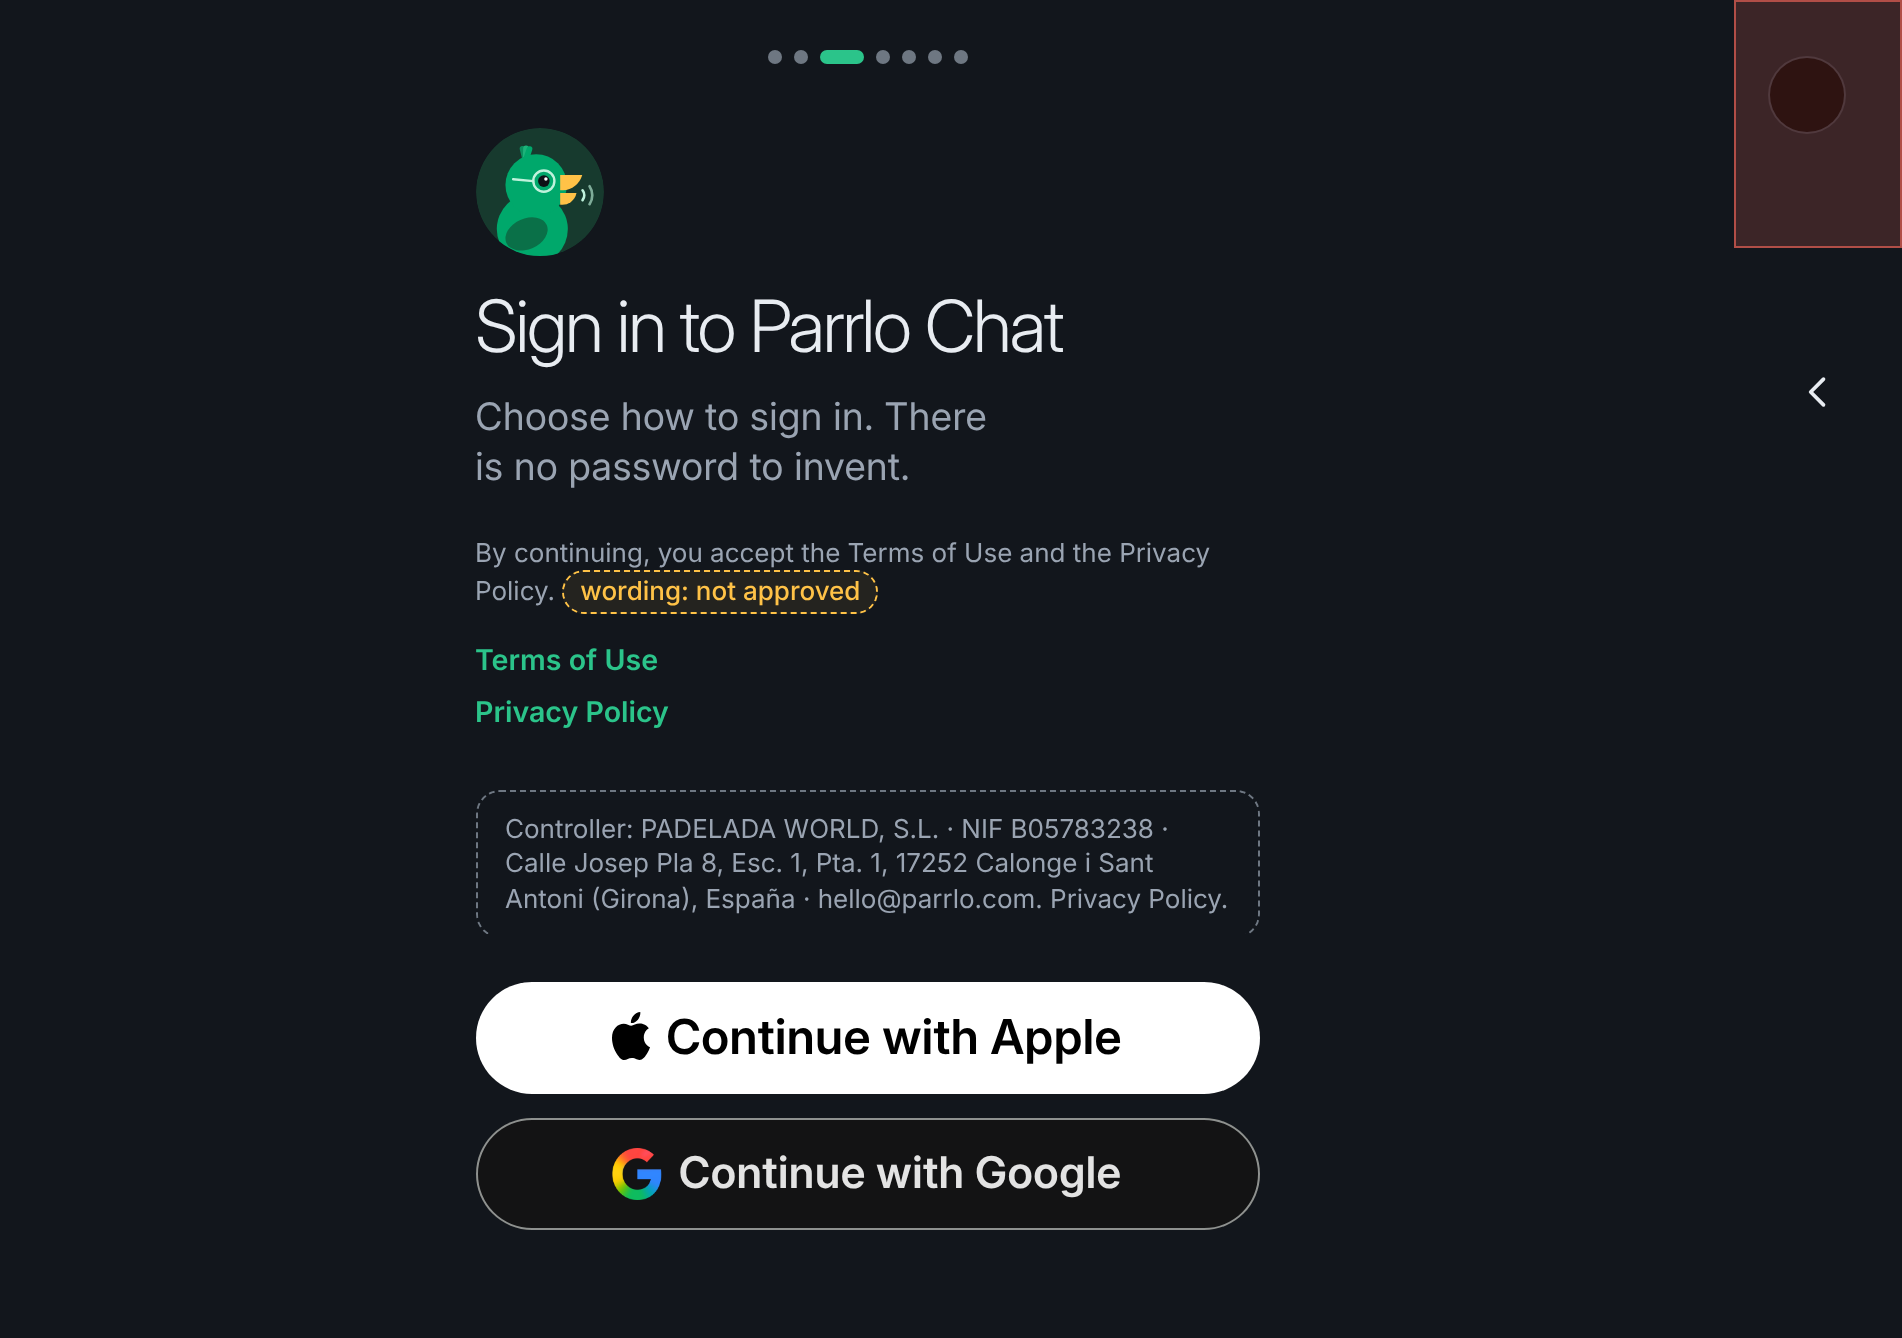 Sign in to Parrlo Chat
Choose how to sign in. There
is no password to invent.
By continuing, you accept the Terms of Use and the Privacy
Policy. wording: not approved
Terms of Use
Privacy Policy
Controller: PADELADA WORLD, S.L. · NIF B05783238 ·
Calle Josep Pla 8, Esc. 1, Pta. 1, 17252 Calonge i Sant
Antoni (Girona), España · hello@parrlo.com. Privacy Policy.
Continue with Apple
Continue with Google